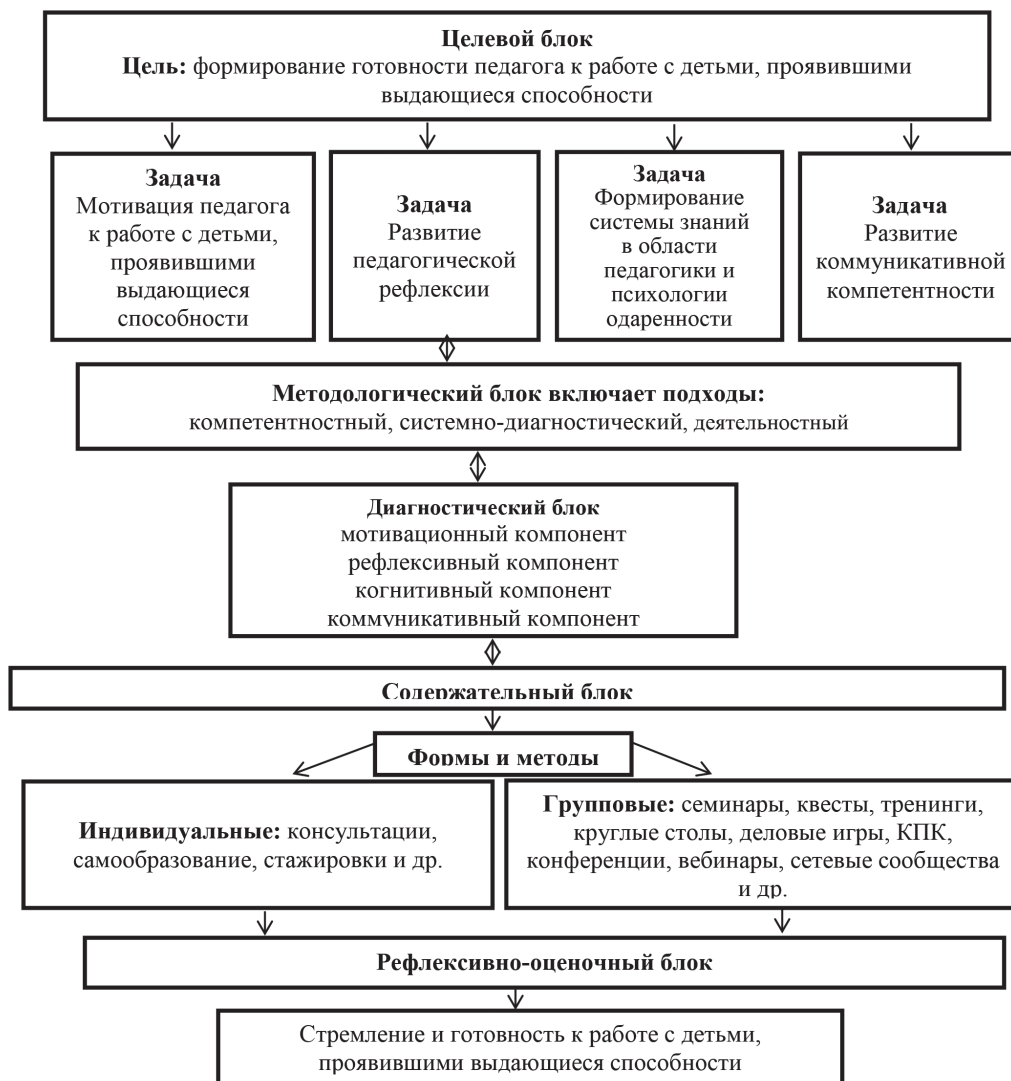 Целевой блок
Цель: формирование готовности педагога к работе с детьми, проявившими
выдающиеся способности
Задача
Мотивация педагога
к работе с детьми,
проявившими
выдающиеся
способности
Задача
Развитие
педагогической
рефлексии
Задача
Формирование
системы знаний
в области
педагогики и
психологии
одаренности
Задача
Развитие
коммуникативной
компетентности
Методологический блок включает подходы:
компетентностный, системно-диагностический, деятельностный
Диагностический блок
мотивационный компонент
рефлексивный компонент
когнитивный компонент
коммуникативный компонент
Содержательный блок
Формы и методы
Индивидуальные: консультации,
самообразование, стажировки и др.
Групповые: семинары, квесты, тренинги,
круглые столы, деловые игры, КПК,
конференции, вебинары, сетевые сообщества
и др.
Рефлексивно-оценочный блок
Стремление и готовность к работе с детьми,
проявившими выдающиеся способности